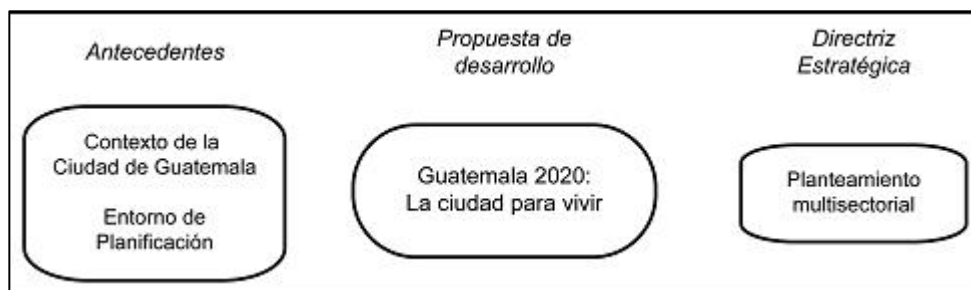 Antecedentes
Contexto de la
Ciudad de Guatemala
Entorno de
Planificación
Propuesta de
desarrollo
Guatemala 2020:
La ciudad para vivir
Directriz
Estratégica
Planteamiento
multisectorial